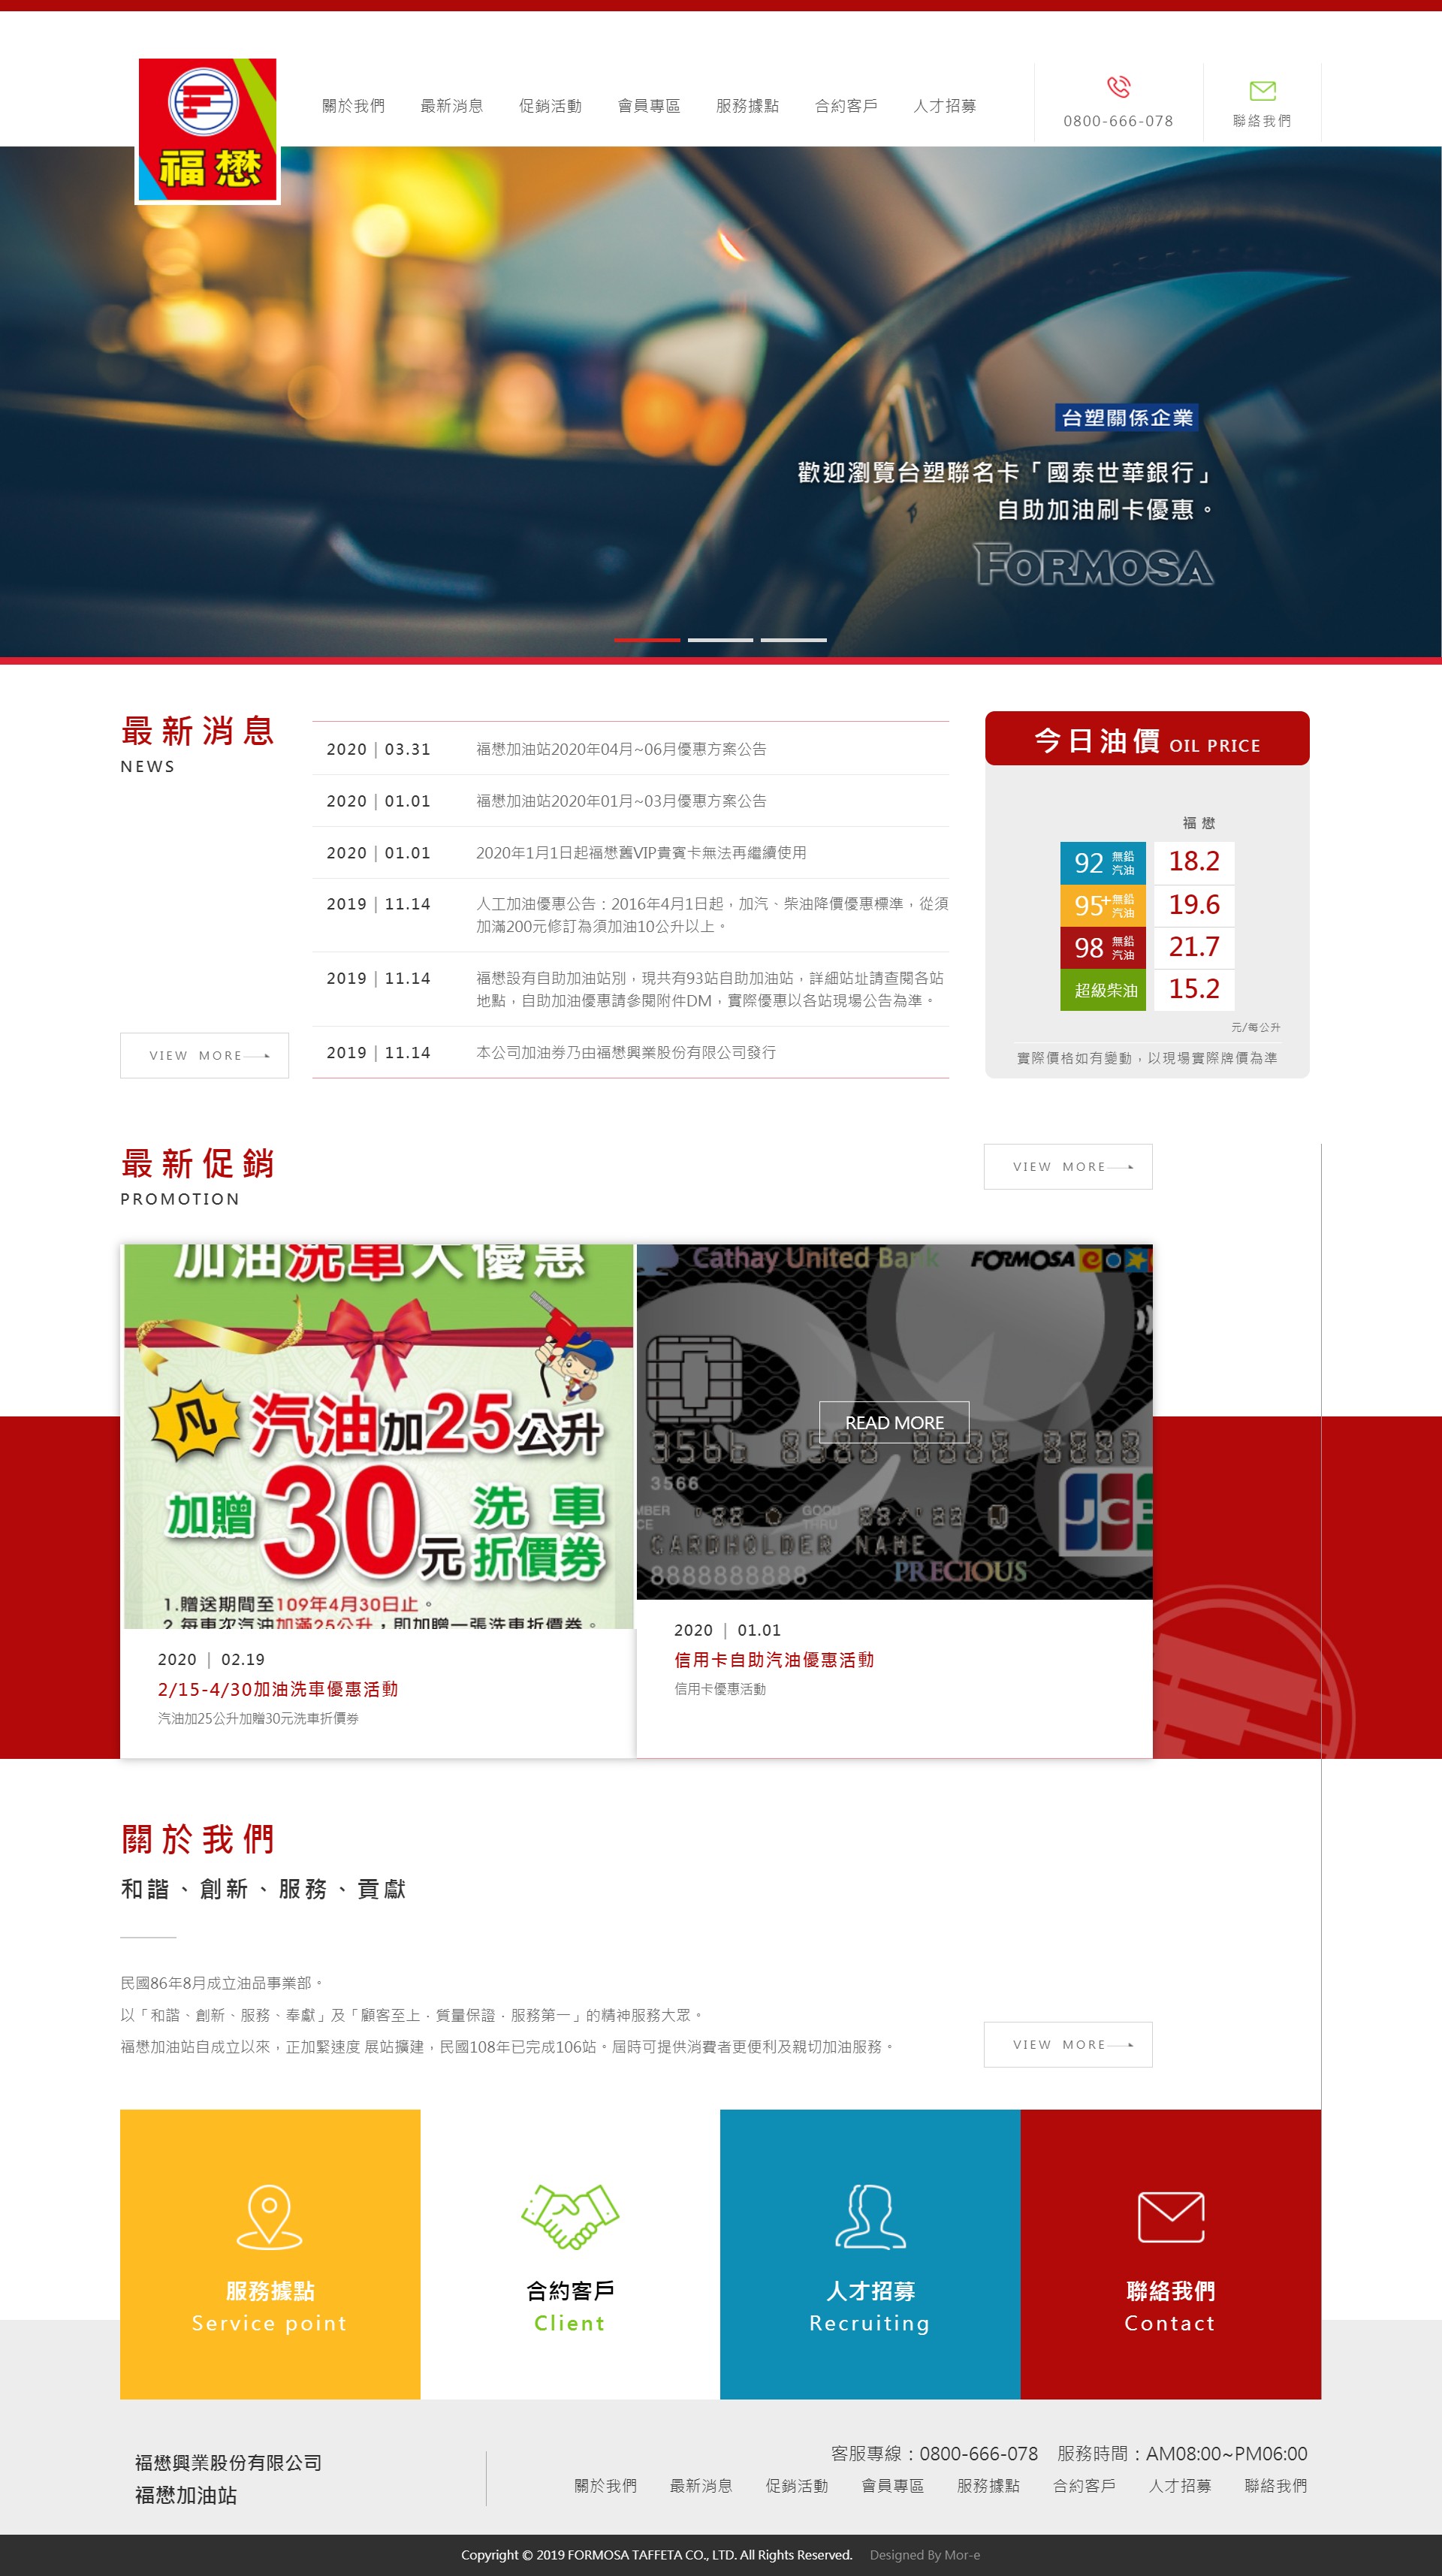 福懋
關於我們 最新消息 促銷活動 會員專區 服務據點 合約客戶 人才招募
0800-666-078
聯絡我們
台塑關係企業
歡迎瀏覽台塑聯名卡「國泰世華銀行」
自助加油刷卡優惠。
FORMOSA
最新消息
NEWS
2020 | 03.31 福懋加油站2020年04月~06月優惠方案公告
2020 | 01.01 福懋加油站2020年01月~03月優惠方案公告
2020 | 01.01 2020年1月1日起福懋舊VIP貴賓卡無法再繼續使用
2019 | 11.14 人工加油優惠公告：2016年4月1日起，加汽、柴油降價優惠標準，從須
加滿200元修訂為須加油10公升以上。
2019 | 11.14 福懋設有自助加油站別，現共有93站自助加油站，詳細站址請查閱各站
地點，自助加油優惠請參閱附件DM，實際優惠以各站現場公告為準。
2019 | 11.14 本公司加油券乃由福懋興業股份有限公司發行
VIEW MORE
今日油價 OIL PRICE
福懋
92 無鉛汽油 18.2
95+ 無鉛汽油 19.6
98 無鉛汽油 21.7
超級柴油 15.2
元/每公升
實際價格如有變動，以現場實際牌價為準
最新促銷
PROMOTION
VIEW MORE
加油洗車大優惠
凡汽油加25公升
加贈30元洗車折價券
1.贈送期間至109年4月30日止。
2.每車次汽油加滿25公升，即加贈一張洗車折價券。
2020 | 02.19
2/15-4/30加油洗車優惠活動
汽油加25公升加贈30元洗車折價券
Cathay United Bank FORMOSA
READ MORE
3566
GOOD THRU
JCB
CARDHOLDER NAME
PRECIOUS
8888888888
2020 | 01.01
信用卡自助汽油優惠活動
信用卡優惠活動
關於我們
和諧、創新、服務、貢獻
民國86年8月成立油品事業部。
以「和諧、創新、服務、奉獻」及「顧客至上．質量保證．服務第一」的精神服務大眾。
福懋加油站自成立以來，正加緊速度 展站擴建，民國108年已完成106站。屆時可提供消費者更便利及親切加油服務。
VIEW MORE
服務據點
Service point
合約客戶
Client
人才招募
Recruiting
聯絡我們
Contact
福懋興業股份有限公司
福懋加油站
客服專線：0800-666-078 服務時間：AM08:00~PM06:00
關於我們 最新消息 促銷活動 會員專區 服務據點 合約客戶 人才招募 聯絡我們
Copyright © 2019 FORMOSA TAFFETA CO., LTD. All Rights Reserved. Designed By Mor-e